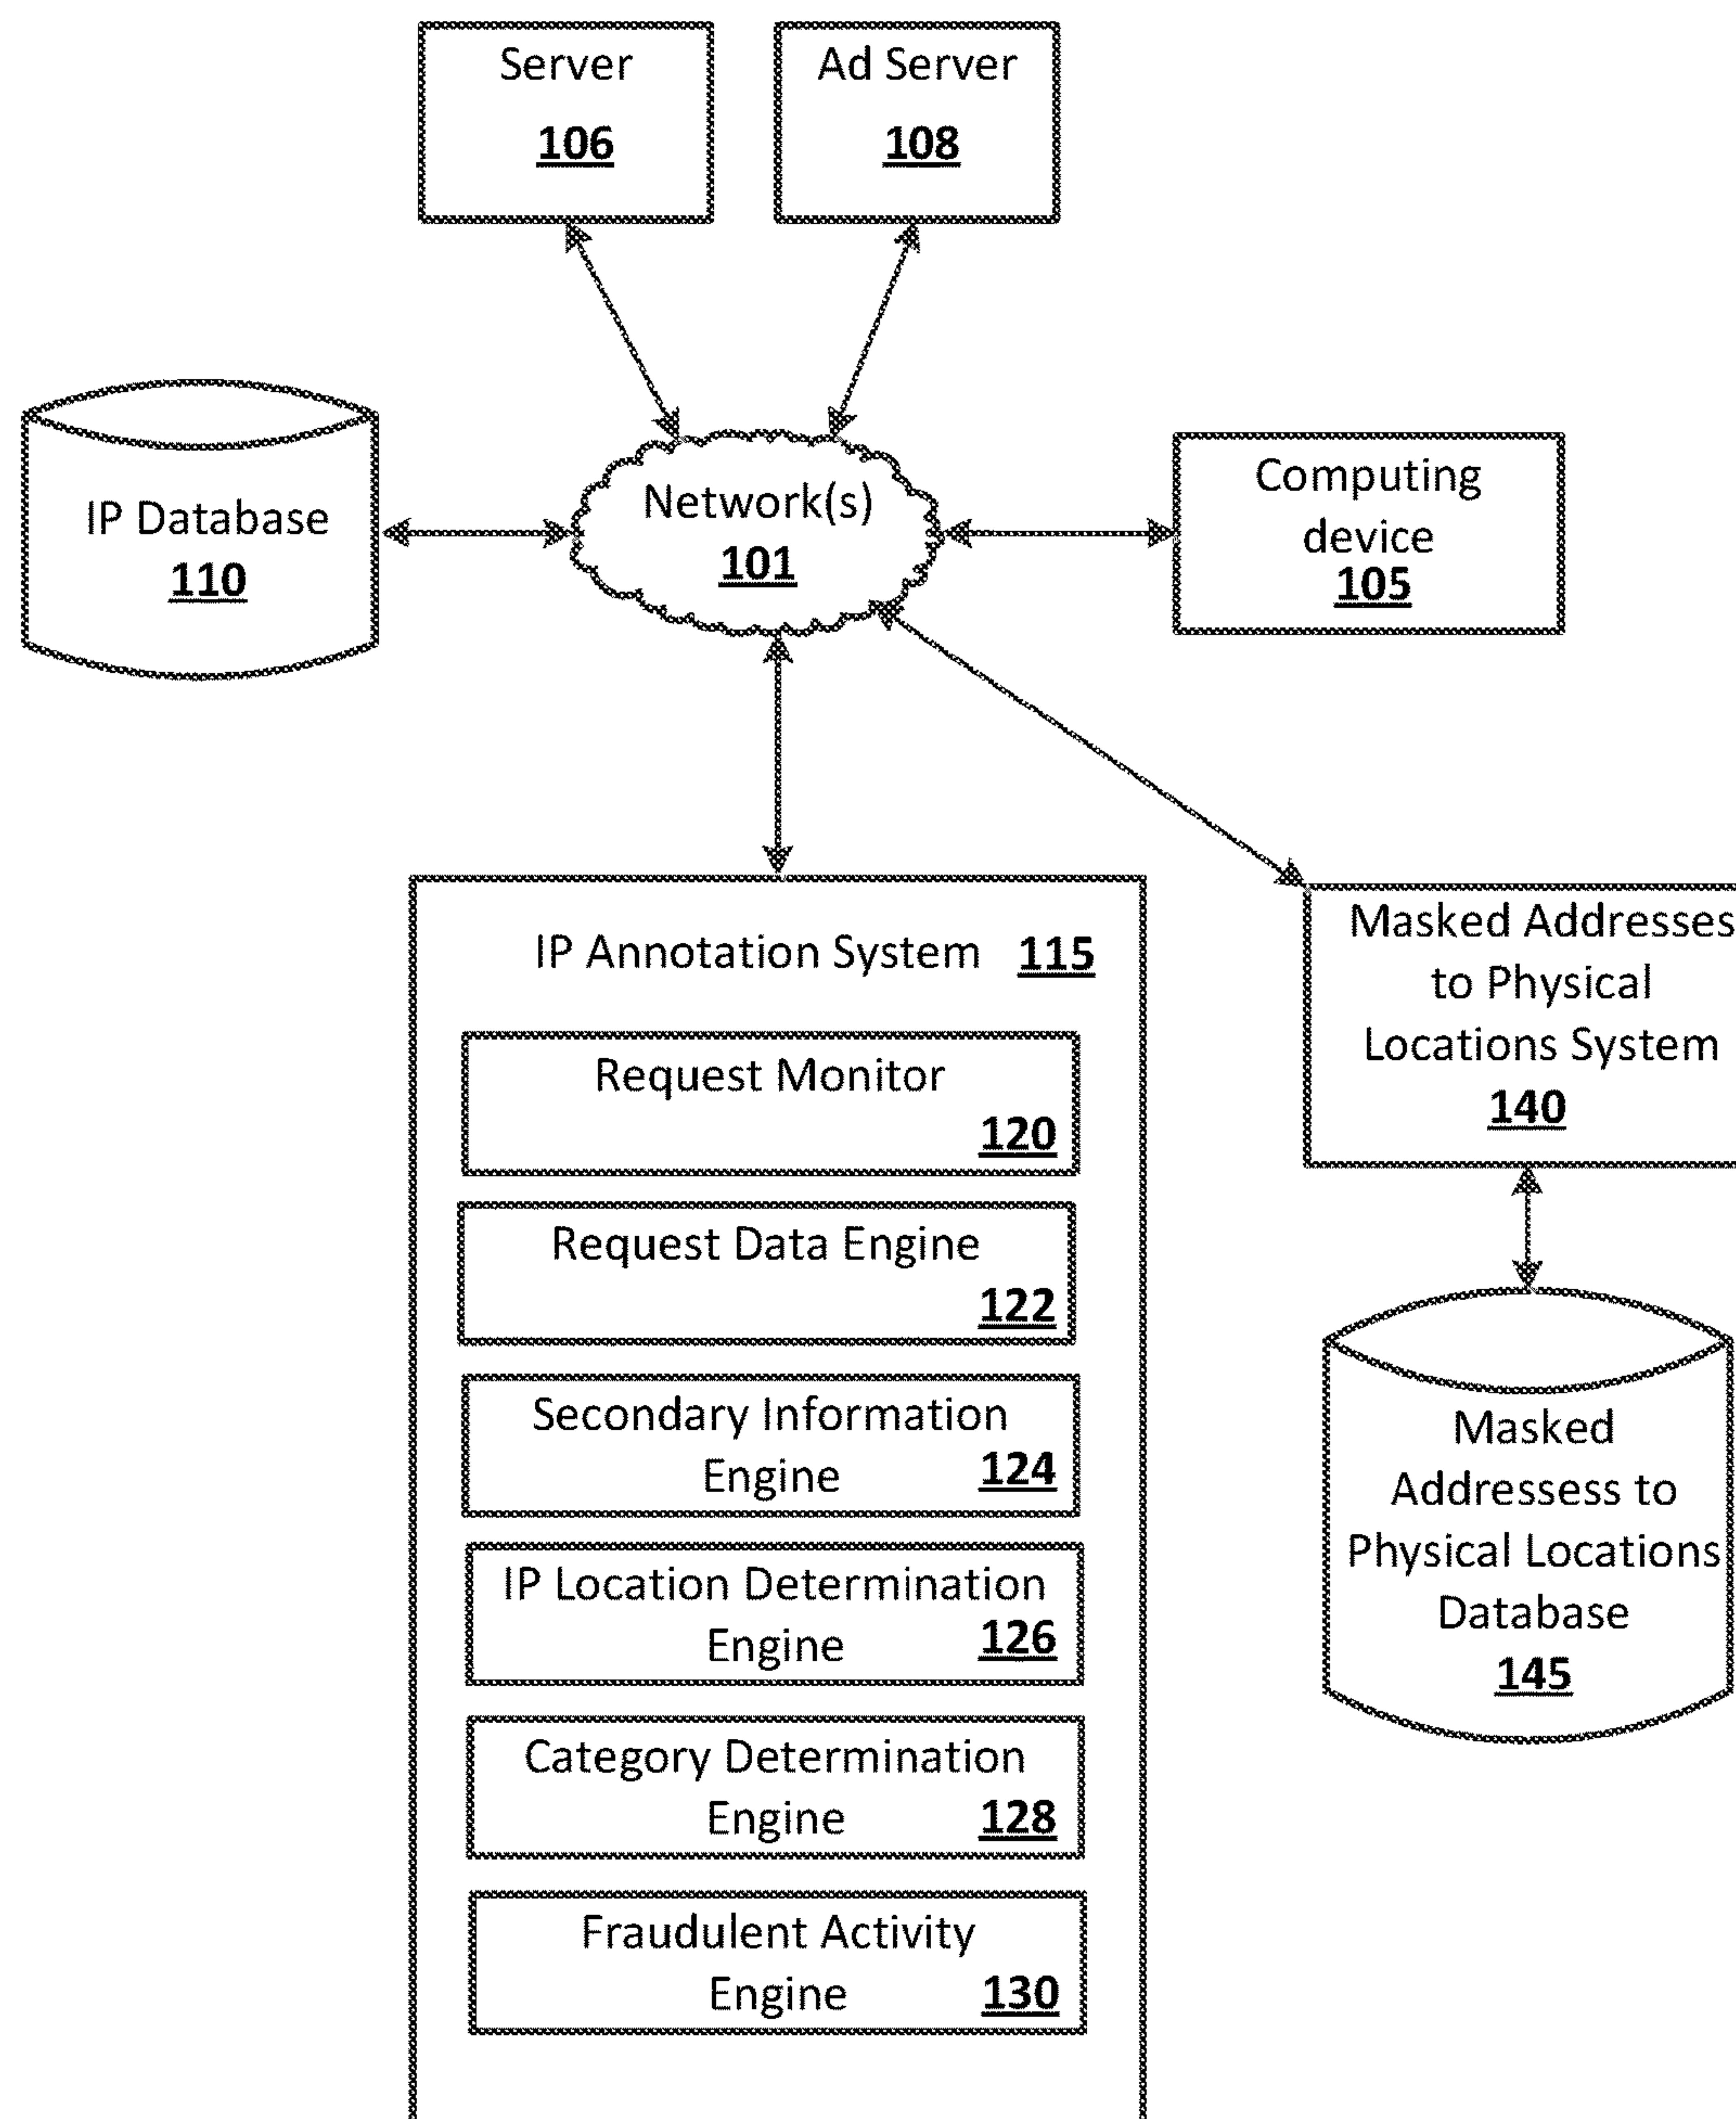 Server
106
Ad Server
108
IP Database
110
Network(s)
101
Computing
device
105
IP Annotation System 115
Request Monitor
120
Request Data Engine
122
Secondary Information
Engine 124
IP Location Determination
Engine 126
Category Determination
Engine 128
Fraudulent Activity
Engine 130
Masked Addresses
to Physical
Locations System
140
Masked
Addressess to
Physical Locations
Database
145